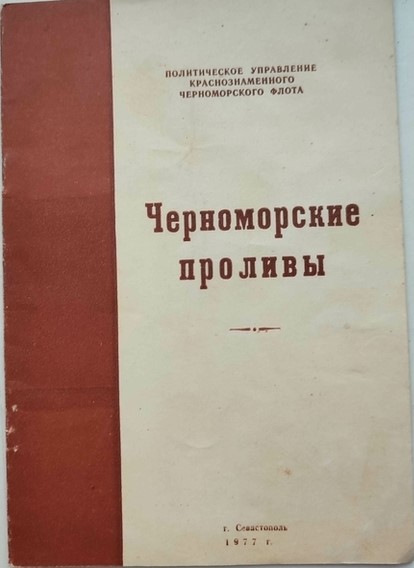 ПОЛИТИЧЕСКОЕ УПРАВЛЕНИЕ
КРАСНОЗНАМЕННОГО
ЧЕРНОМОРСКОГО ФЛОТА
Черноморские
проливы
г. Севастополь
1977 г.